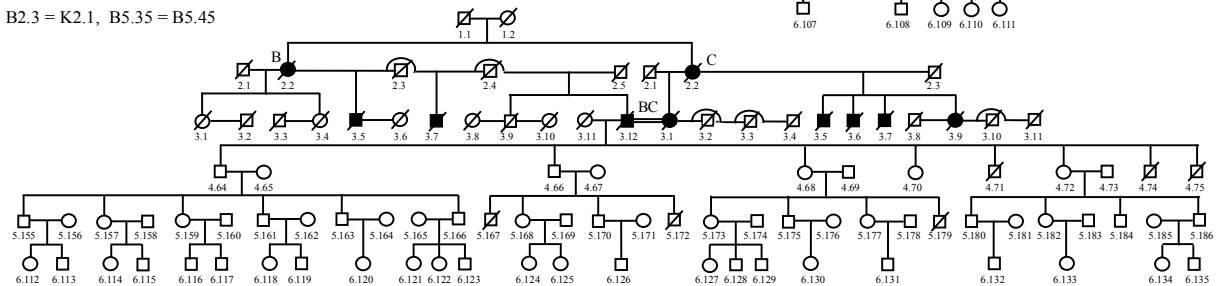 B2.3 = K2.1, B5.35 = B5.45
6.107 6.108 6.109 6.110 6.111
1.1 1.2
B C
2.1 2.2 2.3 2.4 2.5 2.1 2.2 2.3
BC
3.1 3.2 3.3 3.4 3.5 3.6 3.7 3.8 3.9 3.10 3.11 3.12 3.1 3.2 3.3 3.4 3.5 3.6 3.7 3.8 3.9 3.10 3.11
4.64 4.65 4.66 4.67 4.68 4.69 4.70 4.71 4.72 4.73 4.74 4.75
5.155 5.156 5.157 5.158 5.159 5.160 5.161 5.162 5.163 5.164 5.165 5.166 5.167 5.168 5.169 5.170 5.171 5.172 5.173 5.174 5.175 5.176 5.177 5.178 5.179 5.180 5.181 5.182 5.183 5.184 5.185 5.186
6.112 6.113 6.114 6.115 6.116 6.117 6.118 6.119 6.120 6.121 6.122 6.123 6.124 6.125 6.126 6.127 6.128 6.129 6.130 6.131 6.132 6.133 6.134 6.135